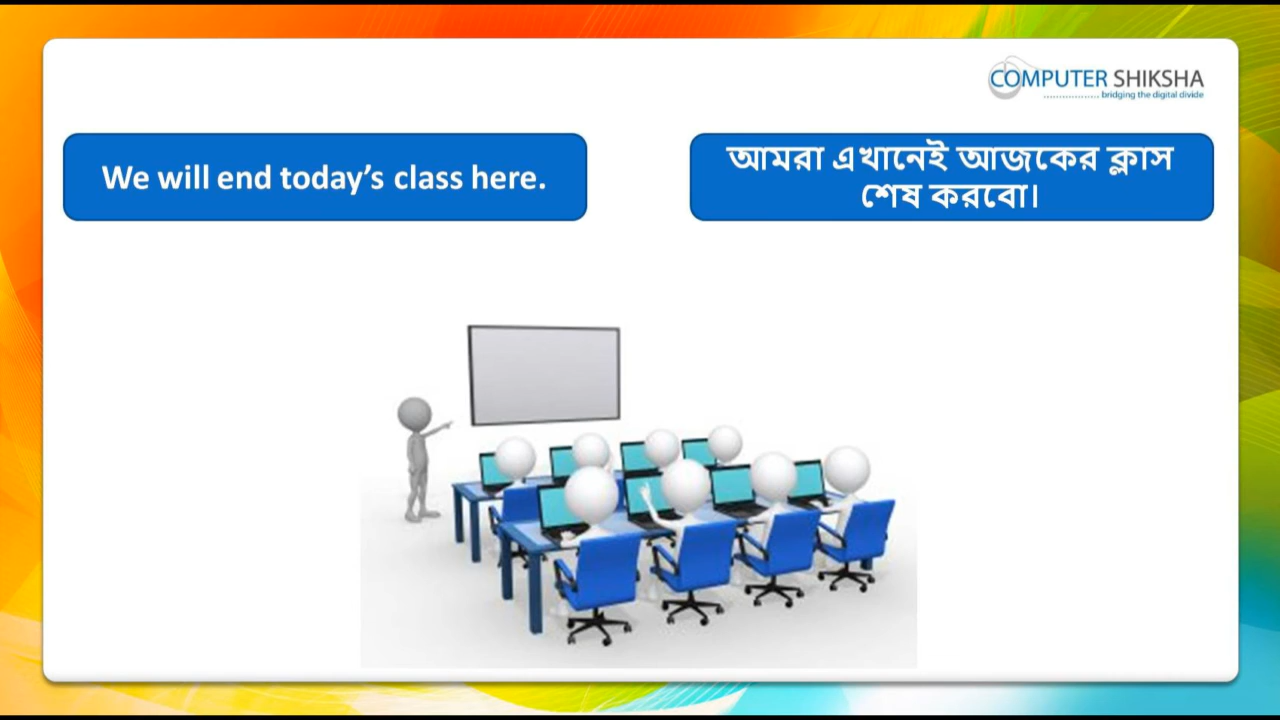 COMPUTER SHIKSHA
bridging the digital divide
We will end today's class here.
আমরা এখানেই আজকের ক্লাস
শেষ করবো।